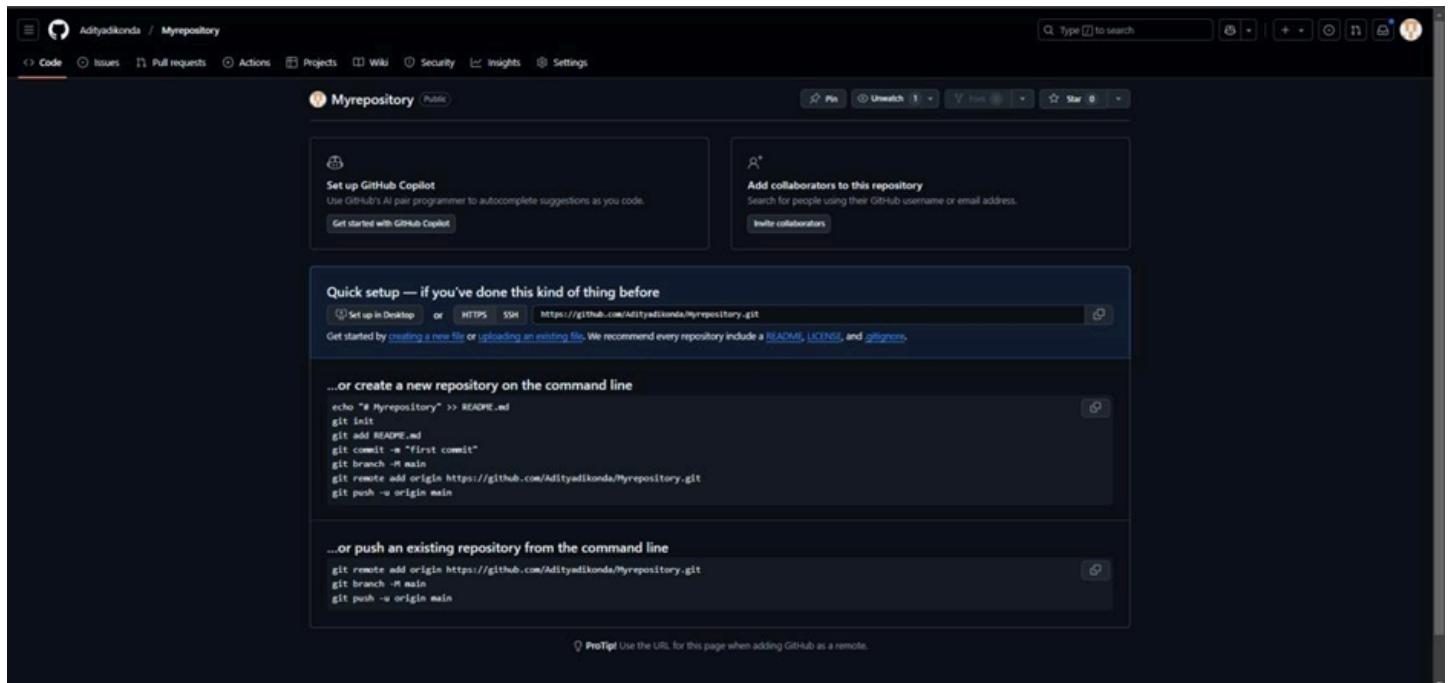 Adityadikonda / Myrepository
Type / to search
Code Issues Pull requests Actions Projects Wiki Security Insights Settings
Myrepository Public
Pin Unwatch 1 Fork 0 Star 0
Set up GitHub Copilot
Use GitHub's AI pair programmer to autocomplete suggestions as you code.
Get started with GitHub Copilot
Add collaborators to this repository
Search for people using their GitHub username or email address.
Invite collaborators
Quick setup — if you've done this kind of thing before
Set up in Desktop or HTTPS SSH https://github.com/Adityadikonda/Myrepository.git
Get started by creating a new file or uploading an existing file. We recommend every repository include a README, LICENSE, and .gitignore.
...or create a new repository on the command line
echo "# Myrepository" >> README.md
git init
git add README.md
git commit -m "first commit"
git branch -M main
git remote add origin https://github.com/Adityadikonda/Myrepository.git
git push -u origin main
...or push an existing repository from the command line
git remote add origin https://github.com/Adityadikonda/Myrepository.git
git branch -M main
git push -u origin main
ProTip! Use the URL for this page when adding GitHub as a remote.